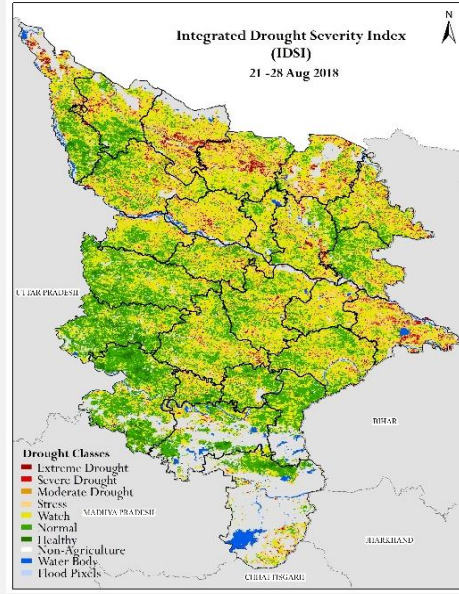 Integrated Drought Severity Index
(IDSI)
21 -28 Aug 2018
N
UTTAR PRADESH
BIHAR
MADHYA PRADESH
JHARKHAND
CHHATTISGARH
Drought Classes
Extreme Drought
Severe Drought
Moderate Drought
Stress
Watch
Normal
Healthy
Non-Agriculture
Water Body
Flood Pixels